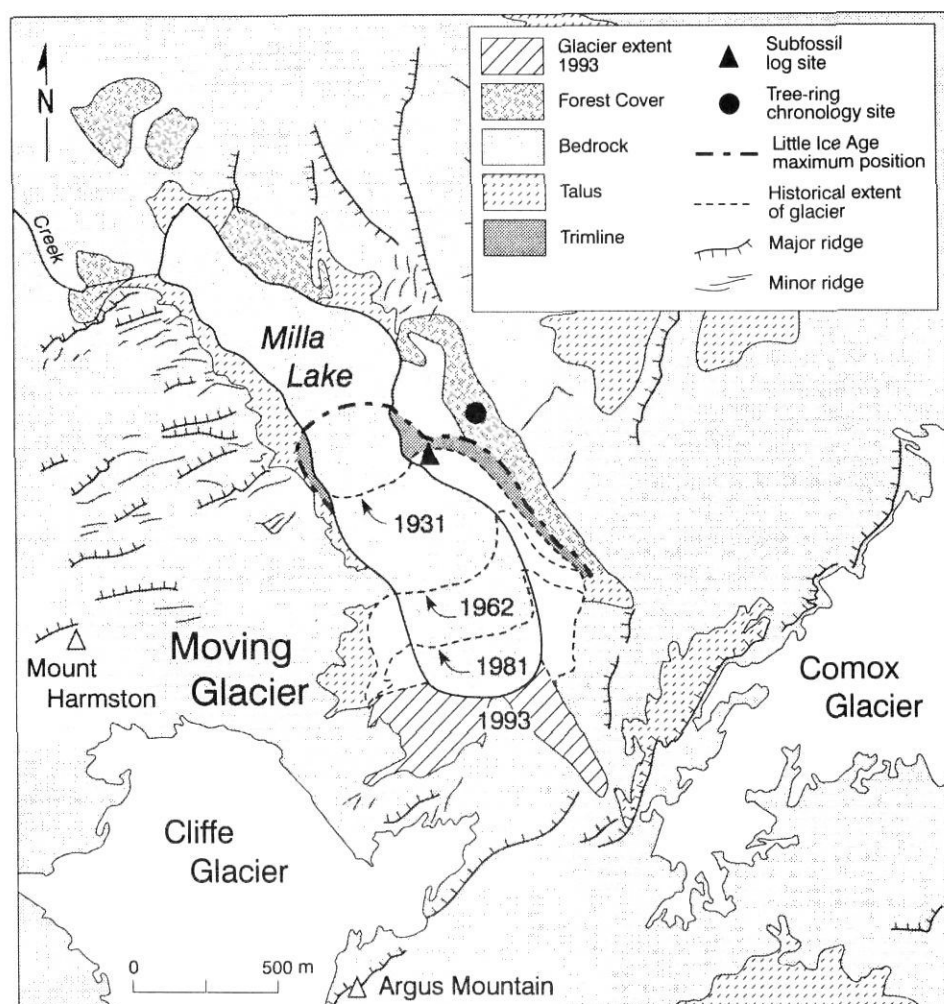 Glacier extent
1993
Forest Cover
Bedrock
Talus
Trimline
Subfossil
log site
Tree-ring
chronology site
Little Ice Age
maximum position
Historical extent
of glacier
Major ridge
Minor ridge
N
Creek
Milla
Lake
1931
1962
1981
1993
Moving
Glacier
Mount
Harmston
Comox
Glacier
Cliffe
Glacier
0 500 m
Argus Mountain